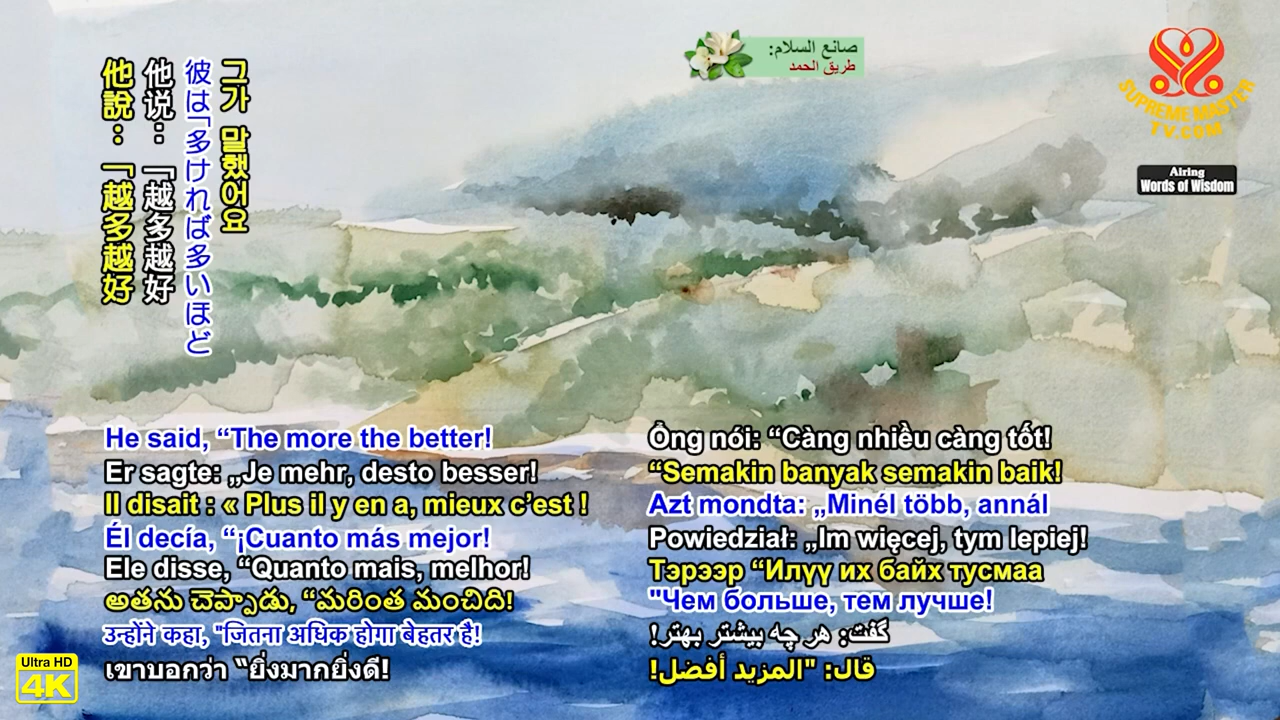 صانع السلام:
طريق الحمد
SUPREME MASTER
TV.COM
Airing
Words of Wisdom
그가 말했어요
彼は「多ければ多いほど
他说：「越多越好
他說：「越多越好
He said, “The more the better!
Er sagte: „Je mehr, desto besser!
Il disait : « Plus il y en a, mieux c’est !
Él decía, “¡Cuanto más mejor!
Ele disse, “Quanto mais, melhor!
అతను చెప్పాడు, “మరింత మంచిది!
उन्होंने कहा, "जितना अधिक होगा बेहतर है!
เขาบอกว่า “ยิ่งมากยิ่งดี!
Ông nói: “Càng nhiều càng tốt!
“Semakin banyak semakin baik!
Azt mondta: „Minél több, annál
Powiedział: „Im więcej, tym lepiej!
Тэрээр “Илүү их байх тусмаа
"Чем больше, тем лучше!
گفت: هر چه بیشتر بهتر!
قال: "المزيد أفضل!
Ultra HD
4K